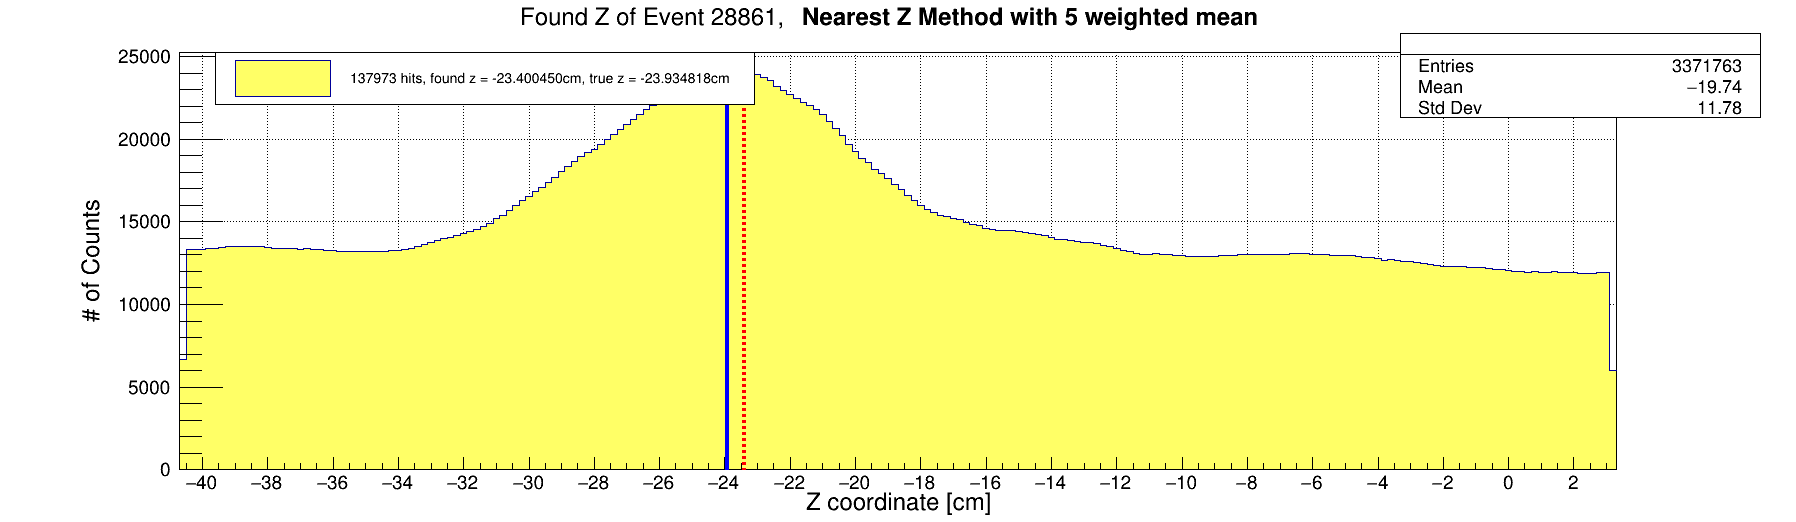 Found Z of Event 28861, Nearest Z Method with 5 weighted mean
137973 hits, found z = -23.400450cm, true z = -23.934818cm
Entries 3371763
Mean −19.74
Std Dev 11.78
25000
20000
15000
10000
5000
0
# of Counts
−40 −38 −36 −34 −32 −30 −28 −26 −24 −22 −20 −18 −16 −14 −12 −10 −8 −6 −4 −2 0 2
Z coordinate [cm]